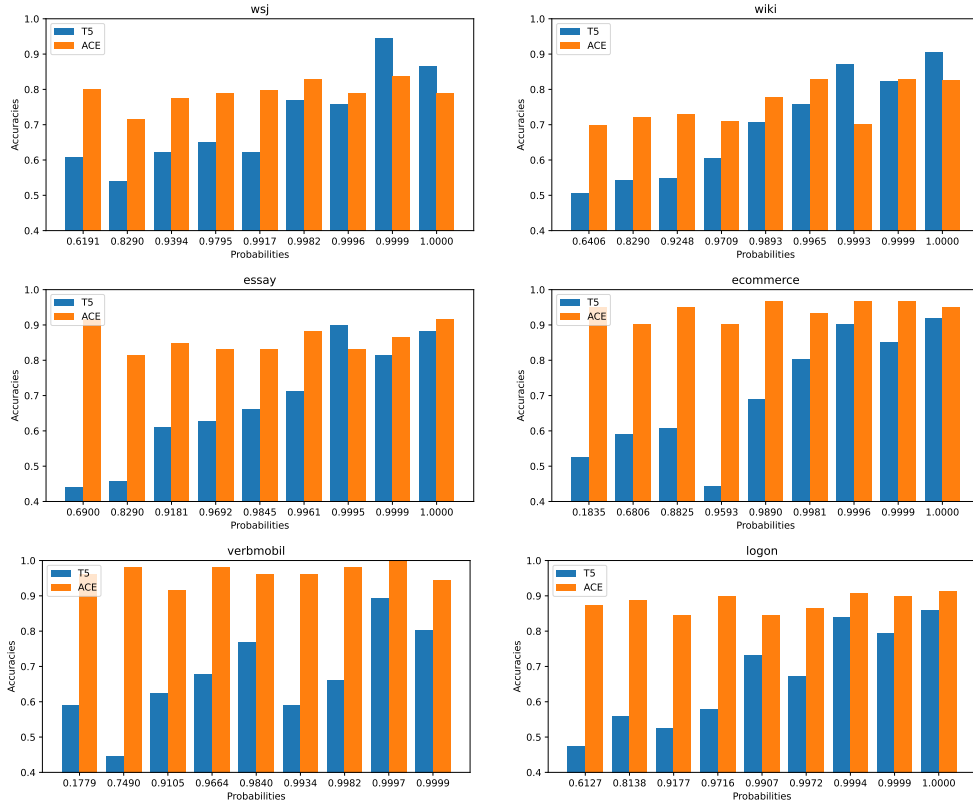 wsj
T5
ACE
1.0
0.9
0.8
0.7
0.6
0.5
0.4
Accuracies
0.6191 0.8290 0.9394 0.9795 0.9917 0.9982 0.9996 0.9999 1.0000
Probabilities
wiki
T5
ACE
1.0
0.9
0.8
0.7
0.6
0.5
0.4
Accuracies
0.6406 0.8290 0.9248 0.9709 0.9893 0.9965 0.9993 0.9999 1.0000
Probabilities
essay
T5
ACE
1.0
0.9
0.8
0.7
0.6
0.5
0.4
Accuracies
0.6900 0.8290 0.9181 0.9692 0.9845 0.9961 0.9995 0.9999 1.0000
Probabilities
ecommerce
T5
ACE
1.0
0.9
0.8
0.7
0.6
0.5
0.4
Accuracies
0.1835 0.6806 0.8825 0.9593 0.9890 0.9981 0.9996 0.9999 1.0000
Probabilities
verbmobil
T5
ACE
1.0
0.9
0.8
0.7
0.6
0.5
0.4
Accuracies
0.1779 0.7490 0.9105 0.9664 0.9840 0.9934 0.9982 0.9997 0.9999
Probabilities
logon
T5
ACE
1.0
0.9
0.8
0.7
0.6
0.5
0.4
Accuracies
0.6127 0.8138 0.9177 0.9716 0.9907 0.9972 0.9994 0.9999 1.0000
Probabilities